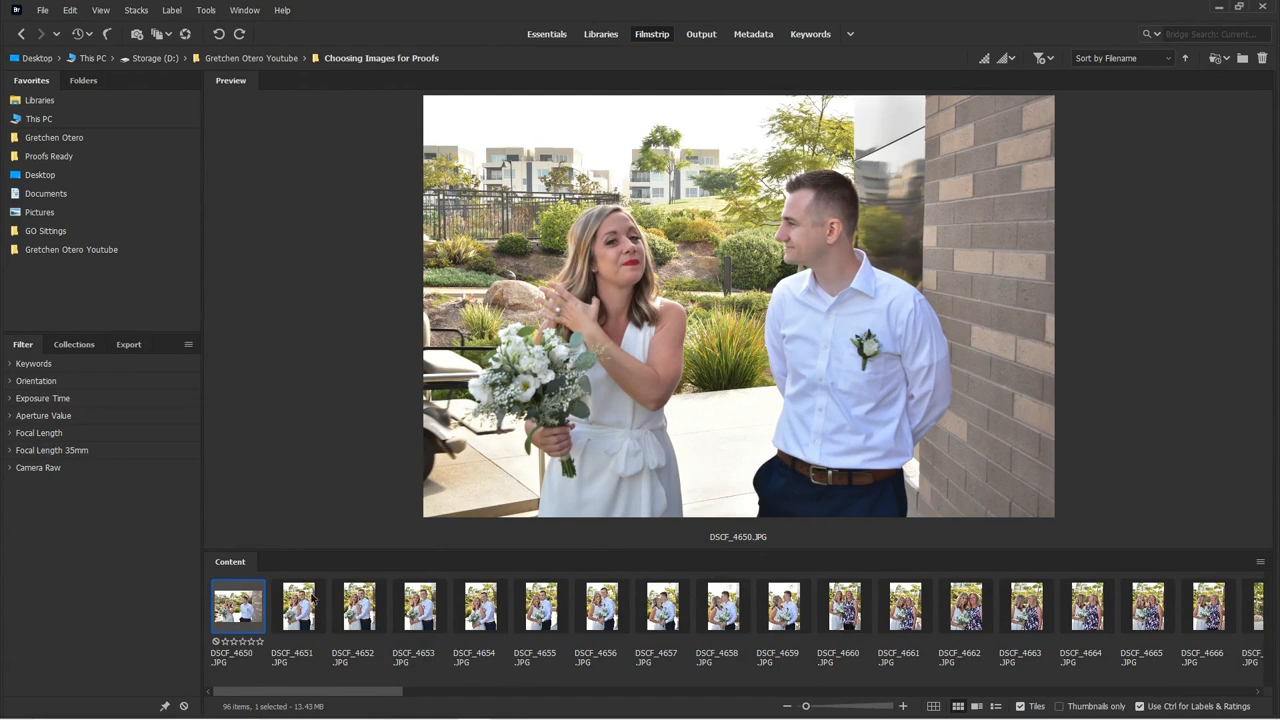 Br File Edit View Stacks Label Tools Window Help
Essentials Libraries Filmstrip Output Metadata Keywords
Bridge Search: Current...
Desktop This PC Storage (D:) Gretchen Otero Youtube Choosing Images for Proofs
Sort by Filename
Favorites Folders
Preview
Libraries
This PC
Gretchen Otero
Proofs Ready
Desktop
Documents
Pictures
GO Sittings
Gretchen Otero Youtube
Filter Collections Export
Keywords
Orientation
Exposure Time
Aperture Value
Focal Length
Focal Length 35mm
Camera Raw
DSCF_4650.JPG
Content
DSCF_4650 .JPG
DSCF_4651 .JPG
DSCF_4652 .JPG
DSCF_4653 .JPG
DSCF_4654 .JPG
DSCF_4655 .JPG
DSCF_4656 .JPG
DSCF_4657 .JPG
DSCF_4658 .JPG
DSCF_4659 .JPG
DSCF_4660 .JPG
DSCF_4661 .JPG
DSCF_4662 .JPG
DSCF_4663 .JPG
DSCF_4664 .JPG
DSCF_4665 .JPG
DSCF_4666 .JPG
96 items, 1 selected - 13.43 MB
Tiles Thumbnails only Use Ctrl for Labels & Ratings